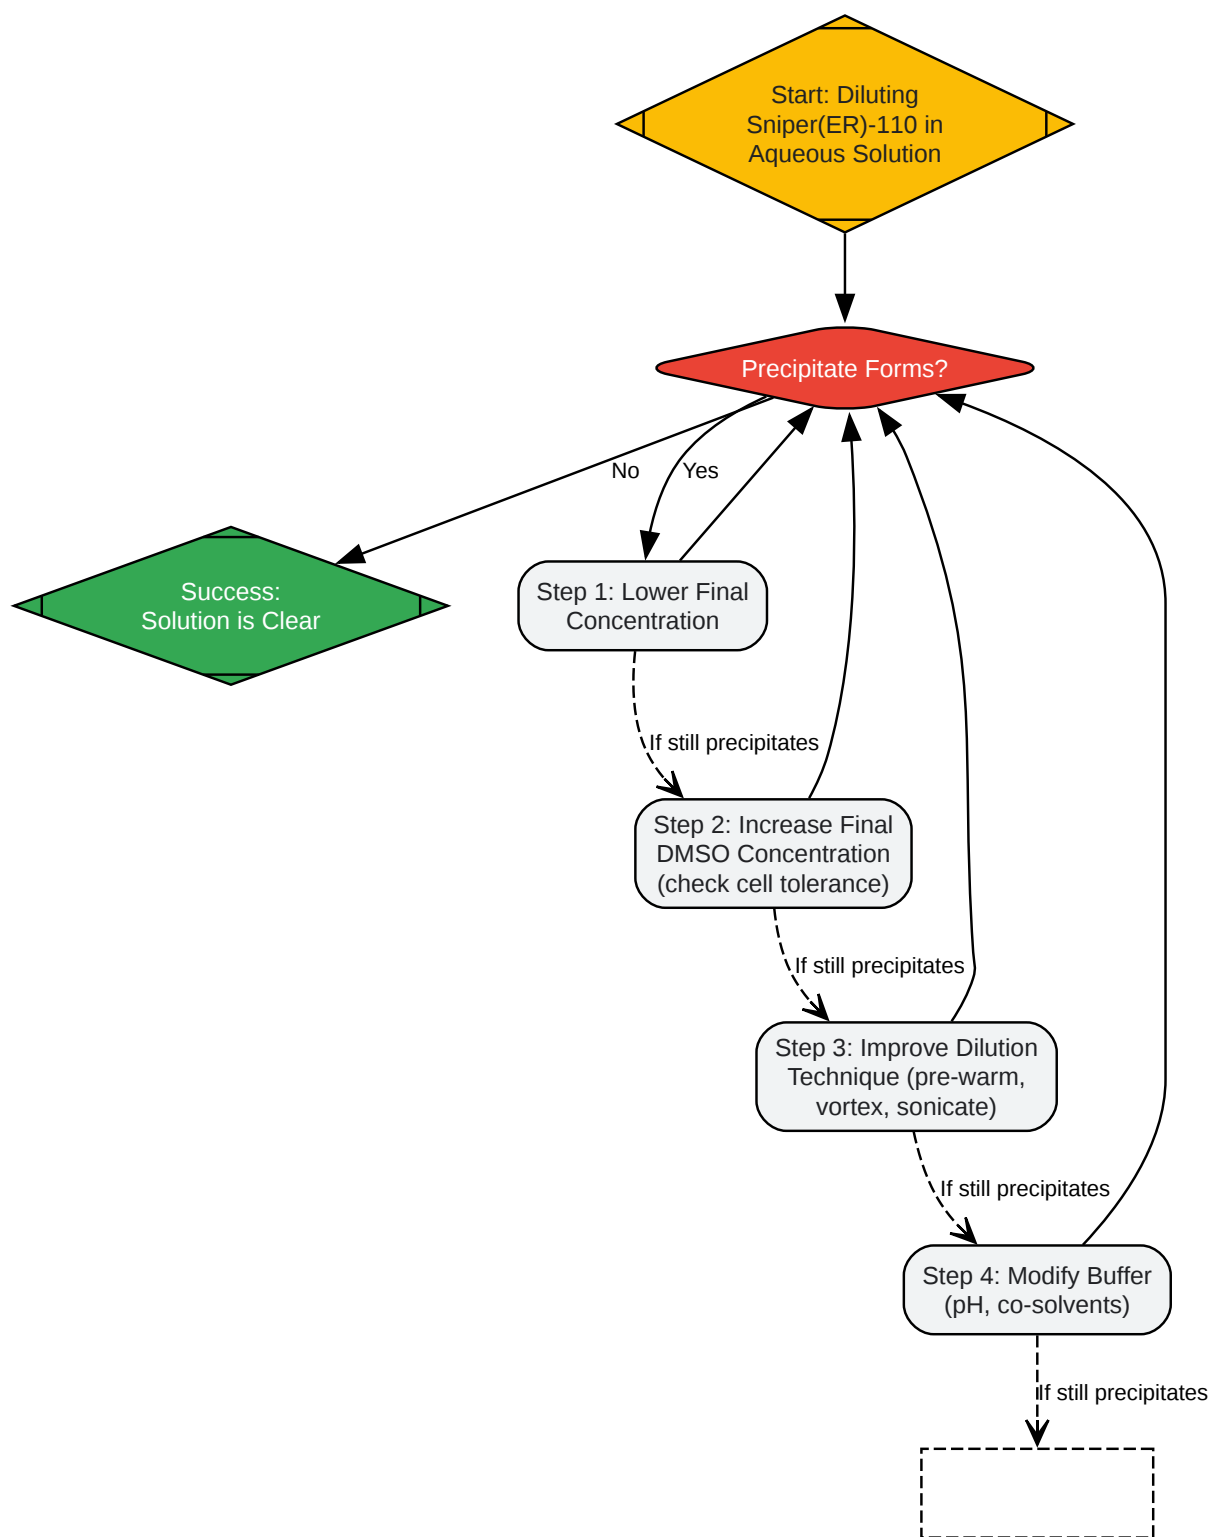 Start: Diluting
Sniper(ER)-110 in
Aqueous Solution
Precipitate Forms?
No
Yes
Success:
Solution is Clear
Step 1: Lower Final
Concentration
If still precipitates
Step 2: Increase Final
DMSO Concentration
(check cell tolerance)
If still precipitates
Step 3: Improve Dilution
Technique (pre-warm,
vortex, sonicate)
If still precipitates
Step 4: Modify Buffer
(pH, co-solvents)
If still precipitates